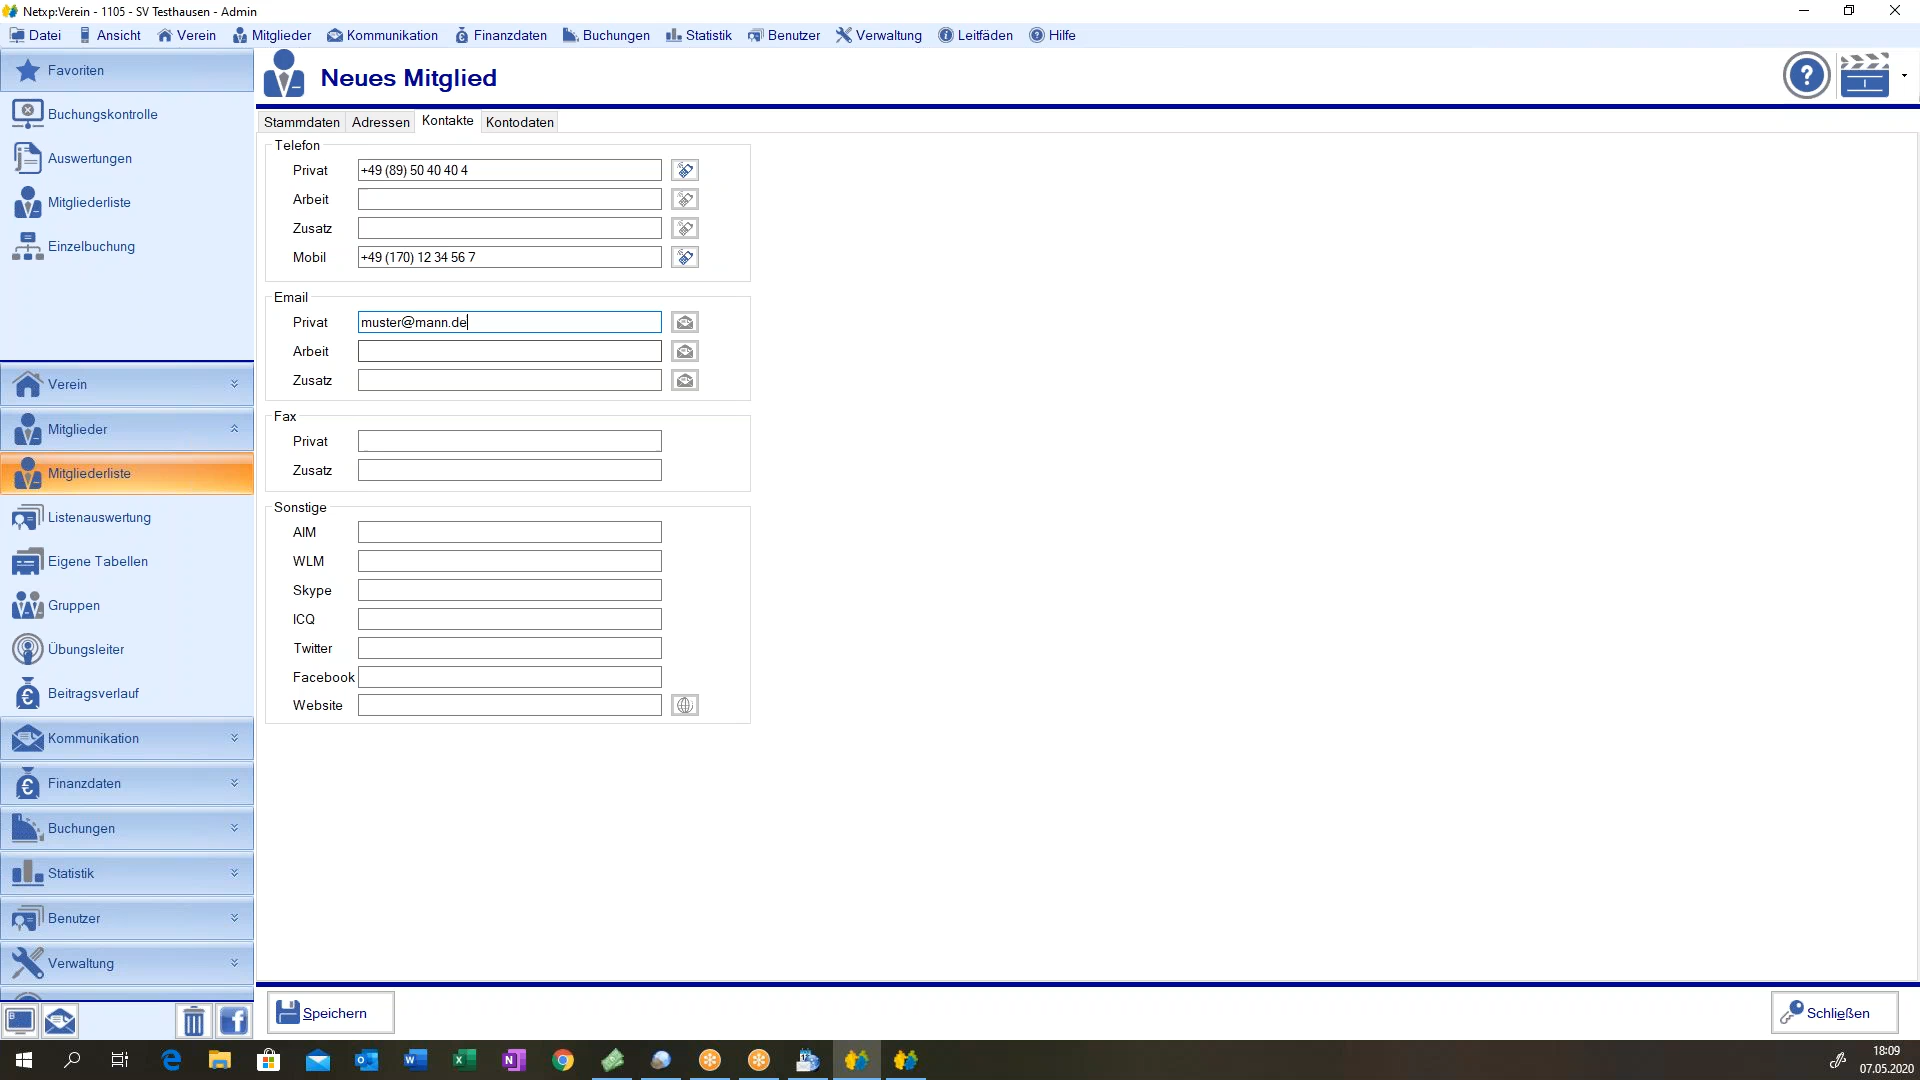 Netxp:Verein - 1105 - SV Testhausen - Admin
Datei Ansicht Verein Mitglieder Kommunikation Finanzdaten Buchungen Statistik Benutzer Verwaltung Leitfäden Hilfe
Favoriten
Buchungskontrolle
Auswertungen
Mitgliederliste
Einzelbuchung
Verein
Mitglieder
Mitgliederliste
Listenauswertung
Eigene Tabellen
Gruppen
Übungsleiter
Beitragsverlauf
Kommunikation
Finanzdaten
Buchungen
Statistik
Benutzer
Verwaltung
Neues Mitglied
Stammdaten Adressen Kontakte Kontodaten
Telefon
Privat +49 (89) 50 40 40 4
Arbeit
Zusatz
Mobil +49 (170) 12 34 56 7
Email
Privat muster@mann.de
Arbeit
Zusatz
Fax
Privat
Zusatz
Sonstige
AIM
WLM
Skype
ICQ
Twitter
Facebook
Website
Speichern
Schließen
18:09
07.05.2020